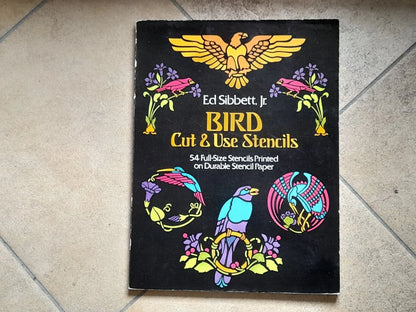 Ed Sibbett, Jr.
BIRD
Cut & Use Stencils
54 Full-Size Stencils Printed
on Durable Stencil Paper